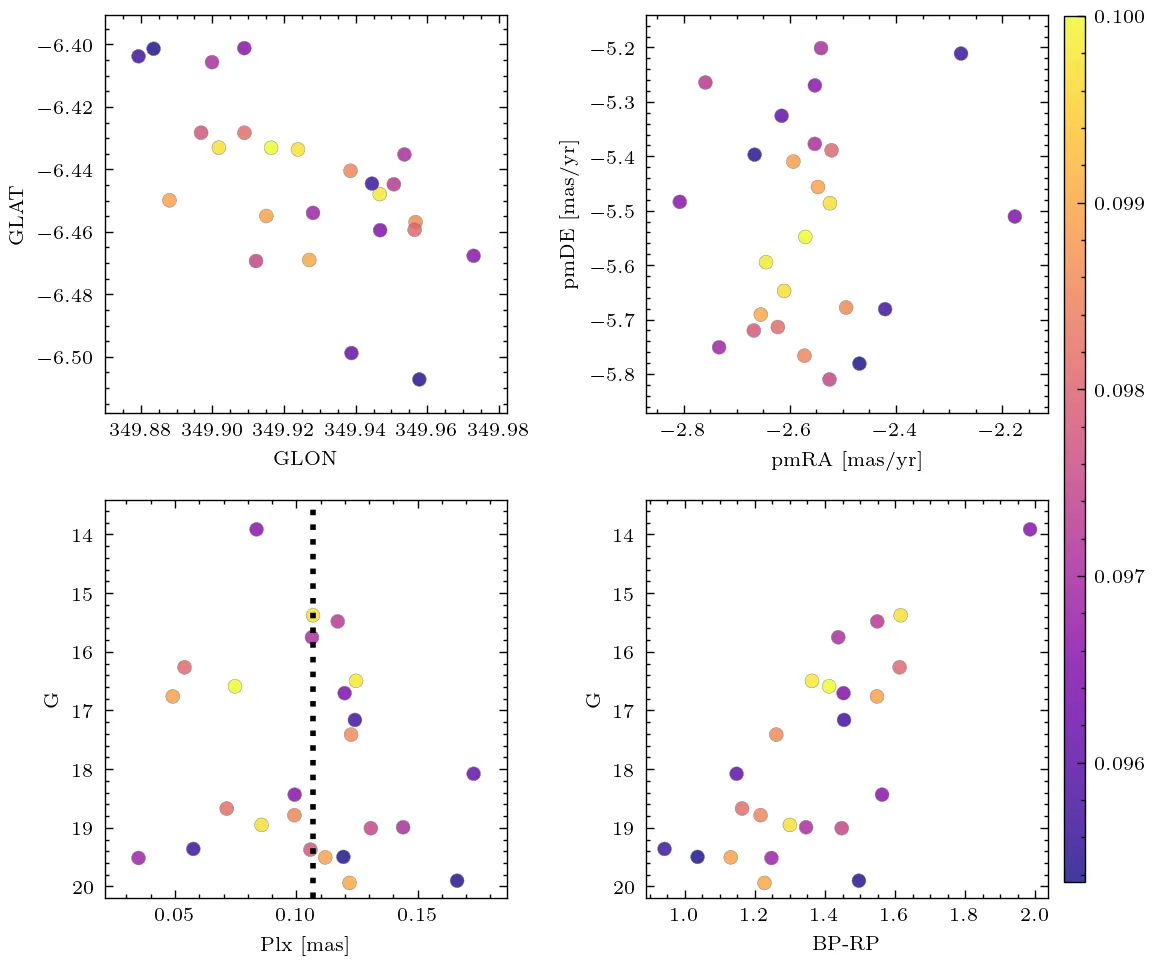 −6.40
−6.42
−6.44
−6.46
−6.48
−6.50
GLAT
349.88 349.90 349.92 349.94 349.96 349.98
GLON
−5.2
−5.3
−5.4
−5.5
−5.6
−5.7
−5.8
pmDE [mas/yr]
−2.8 −2.6 −2.4 −2.2
pmRA [mas/yr]
0.100
0.099
0.098
0.097
0.096
14
15
16
17
18
19
20
G
0.05 0.10 0.15
Plx [mas]
14
15
16
17
18
19
20
G
1.0 1.2 1.4 1.6 1.8 2.0
BP-RP